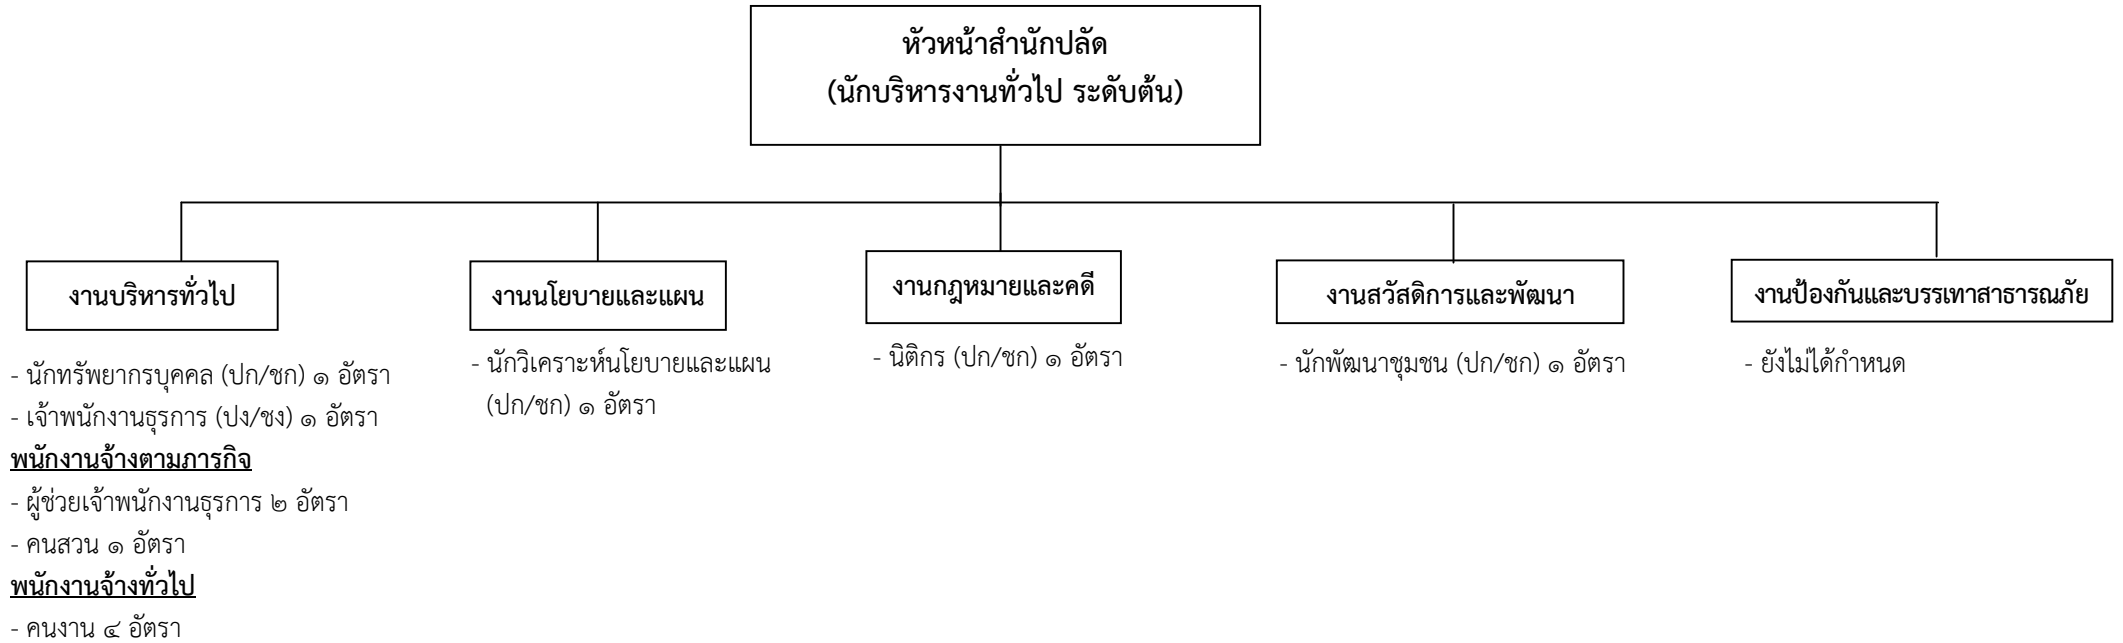 หัวหน้าสำนักปลัด
(นักบริหารงานทั่วไป ระดับต้น)
งานบริหารทั่วไป
- นักทรัพยากรบุคคล (ปก/ชก) ๑ อัตรา
- เจ้าพนักงานธุรการ (ปง/ชง) ๑ อัตรา
พนักงานจ้างตามภารกิจ
- ผู้ช่วยเจ้าพนักงานธุรการ ๒ อัตรา
- คนสวน ๑ อัตรา
พนักงานจ้างทั่วไป
- คนงาน ๔ อัตรา
งานนโยบายและแผน
- นักวิเคราะห์นโยบายและแผน
(ปก/ชก) ๑ อัตรา
งานกฎหมายและคดี
- นิติกร (ปก/ชก) ๑ อัตรา
งานสวัสดิการและพัฒนา
- นักพัฒนาชุมชน (ปก/ชก) ๑ อัตรา
งานป้องกันและบรรเทาสาธารณภัย
- ยังไม่ได้กำหนด